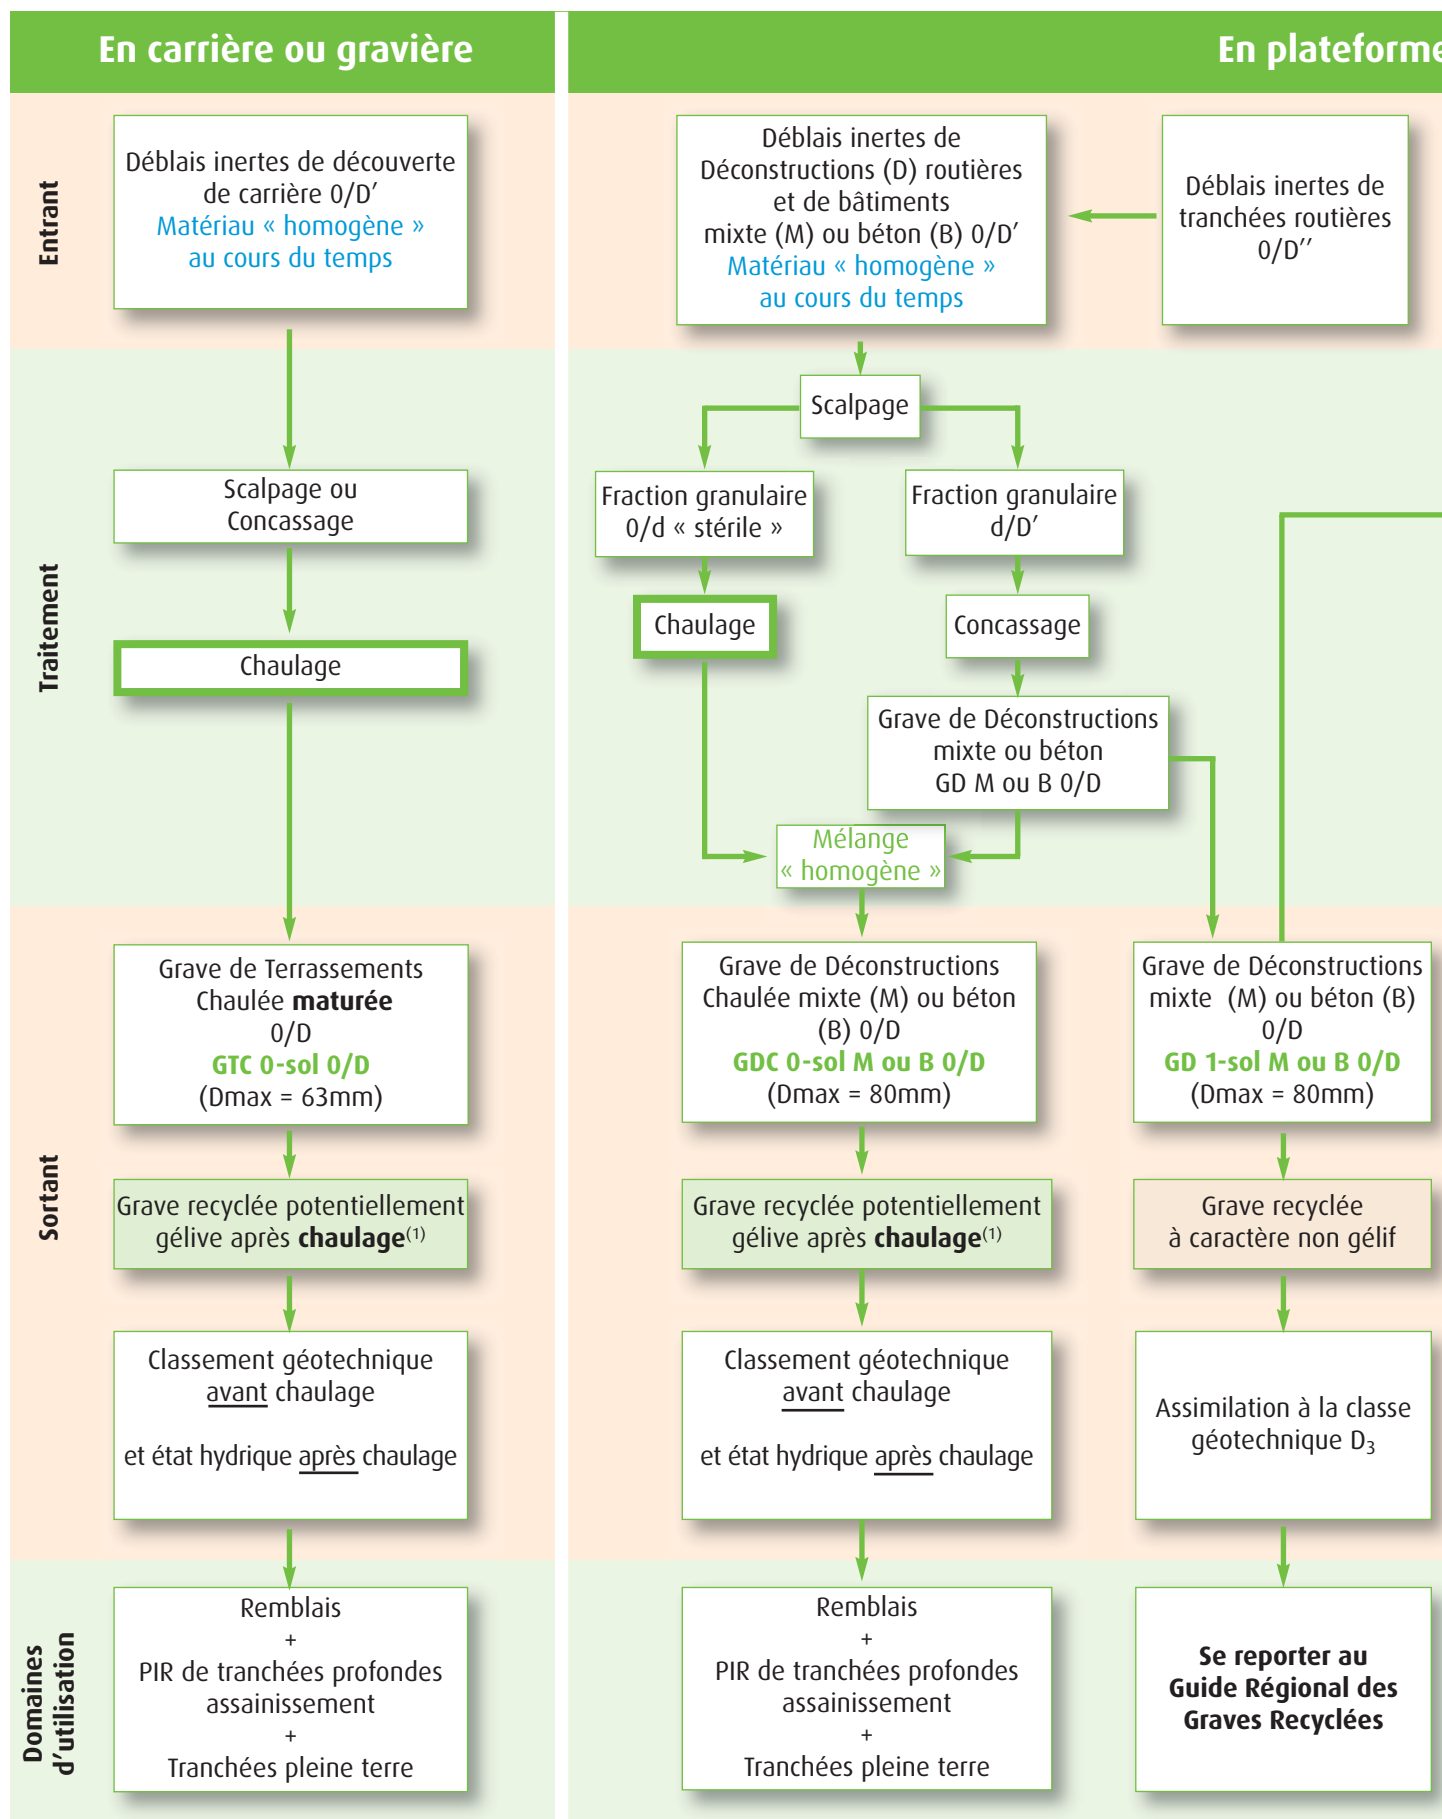 En carrière ou gravière
En plateforme
Entrant
Déblais inertes de découverte
de carrière 0/D’
Matériau « homogène »
au cours du temps
Déblais inertes de
Déconstructions (D) routières
et de bâtiments
mixte (M) ou béton (B) 0/D’
Matériau « homogène »
au cours du temps
Déblais inertes de
tranchées routières
0/D’’
Traitement
Scalpage ou
Concassage
Chaulage
Scalpage
Fraction granulaire
0/d « stérile »
Fraction granulaire
d/D’
Chaulage
Concassage
Grave de Déconstructions
mixte ou béton
GD M ou B 0/D
Mélange
« homogène »
Sortant
Grave de Terrassements
Chaulée maturée
0/D
GTC 0-sol 0/D
(Dmax = 63mm)
Grave de Déconstructions
Chaulée mixte (M) ou béton
(B) 0/D
GDC 0-sol M ou B 0/D
(Dmax = 80mm)
Grave de Déconstructions
mixte (M) ou béton (B)
0/D
GD 1-sol M ou B 0/D
(Dmax = 80mm)
Grave recyclée potentiellement
gélive après chaulage(1)
Grave recyclée potentiellement
gélive après chaulage(1)
Grave recyclée
à caractère non gélif
Classement géotechnique
avant chaulage
et état hydrique après chaulage
Classement géotechnique
avant chaulage
et état hydrique après chaulage
Assimilation à la classe
géotechnique D3
Domaines
d’utilisation
Remblais
+
PIR de tranchées profondes
assainissement
+
Tranchées pleine terre
Remblais
+
PIR de tranchées profondes
assainissement
+
Tranchées pleine terre
Se reporter au
Guide Régional des
Graves Recyclées